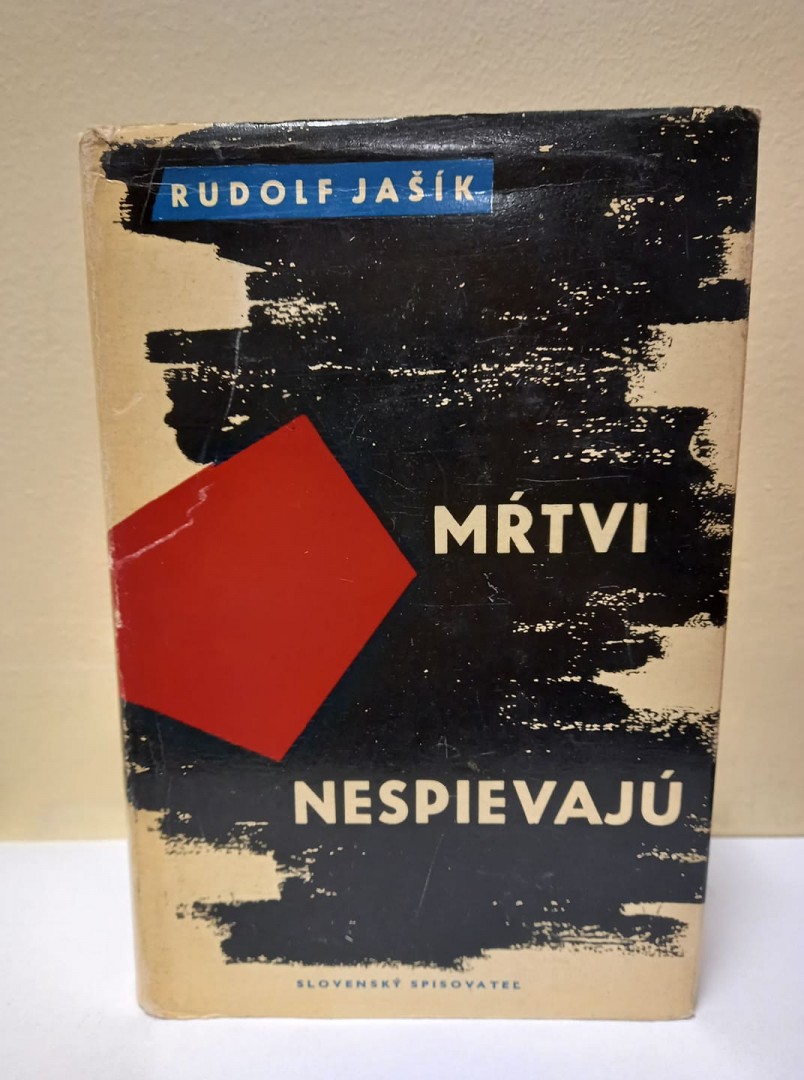 RUDOLF JAŠÍK
MŔTVI
NESPIEVAJÚ
SLOVENSKÝ SPISOVATEĽ